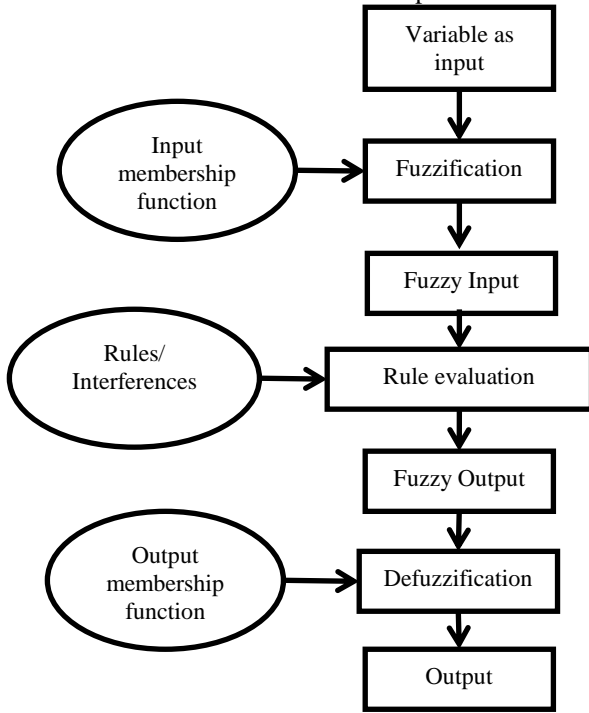 Variable as
input
Input
membership
function
Fuzzification
Fuzzy Input
Rules/
Interferences
Rule evaluation
Fuzzy Output
Output
membership
function
Defuzzification
Output